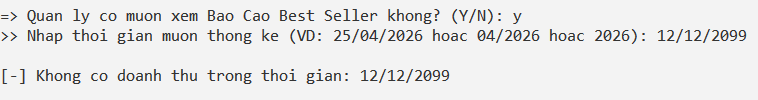 => Quan ly co muon xem Bao Cao Best Seller khong? (Y/N): y
>> Nhap thoi gian muon thong ke (VD: 25/04/2026 hoac 04/2026 hoac 2026): 12/12/2099
[-] Khong co doanh thu trong thoi gian: 12/12/2099